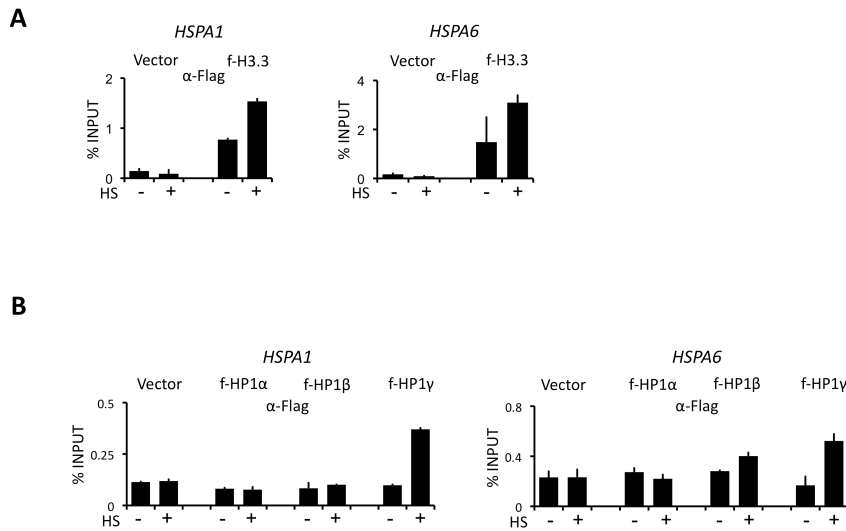 A
HSPA1
Vector f-H3.3
α-Flag
2
1
0
% INPUT
HS - + - +
HSPA6
Vector f-H3.3
α-Flag
4
2
0
% INPUT
HS - + - +
B
HSPA1
Vector f-HP1α f-HP1β f-HP1γ
α-Flag
0.5
0.25
0
% INPUT
HS - + - + - + - +
HSPA6
Vector f-HP1α f-HP1β f-HP1γ
α-Flag
0.8
0.4
0
% INPUT
HS - + - + - + - +